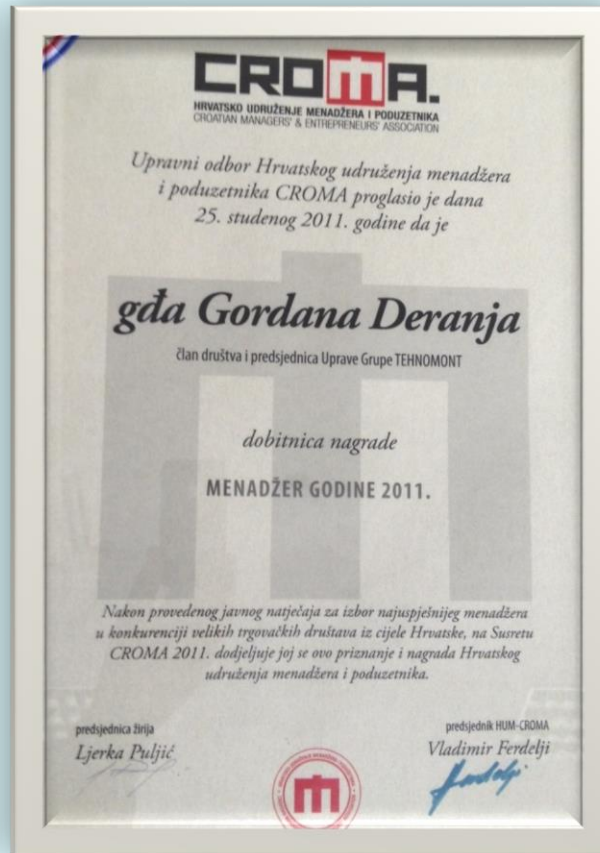 CROMA.
HRVATSKO UDRUŽENJE MENADŽERA I PODUZETNIKA
CROATIAN MANAGERS' & ENTREPRENEURS' ASSOCIATION
Upravni odbor Hrvatskog udruženja menadžera
i poduzetnika CROMA proglasio je dana
25. studenog 2011. godine da je
gđa Gordana Deranja
član društva i predsjednica Uprave Grupe TEHNOMONT
dobitnica nagrade
MENADŽER GODINE 2011.
Nakon provedenog javnog natječaja za izbor najuspješnijeg menadžera
u konkurenciji velikih trgovačkih društava iz cijele Hrvatske, na Susretu
CROMA 2011. dodjeljuje joj se ovo priznanje i nagrada Hrvatskog
udruženja menadžera i poduzetnika.
predsjednica žirija
Ljerka Puljić
predsjednik HUM-CROMA
Vladimir Ferdelji
Ferdelji